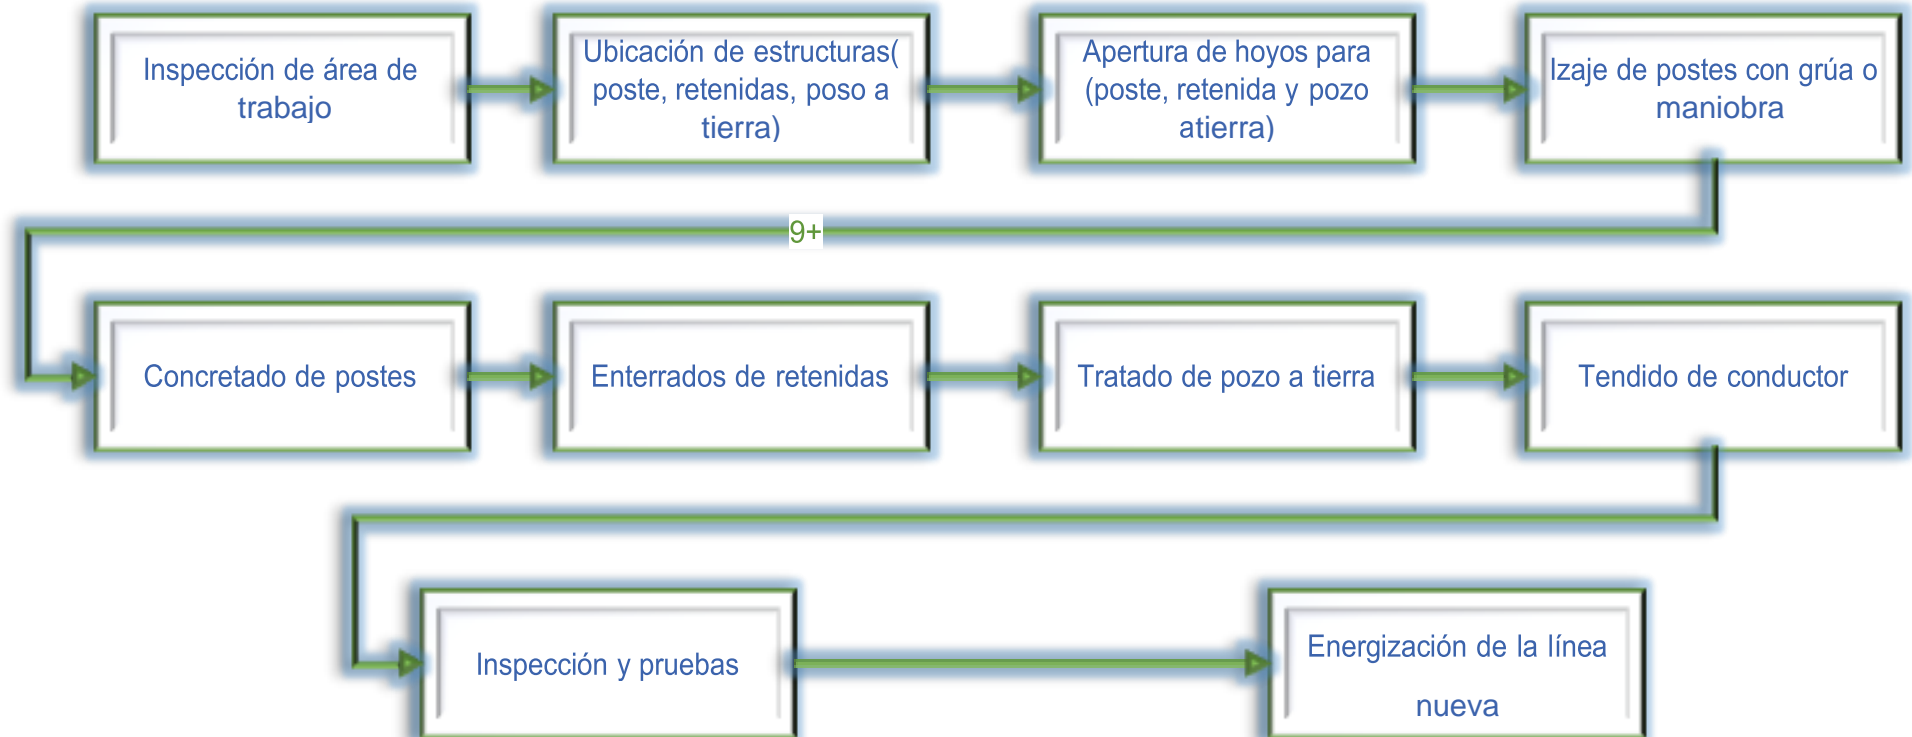 Inspección de área de
trabajo
Ubicación de estructuras(
poste, retenidas, poso a
tierra)
Apertura de hoyos para
(poste, retenida y pozo
atierra)
Izaje de postes con grúa o
maniobra
9+
Concretado de postes
Enterrados de retenidas
Tratado de pozo a tierra
Tendido de conductor
Inspección y pruebas
Energización de la línea
nueva